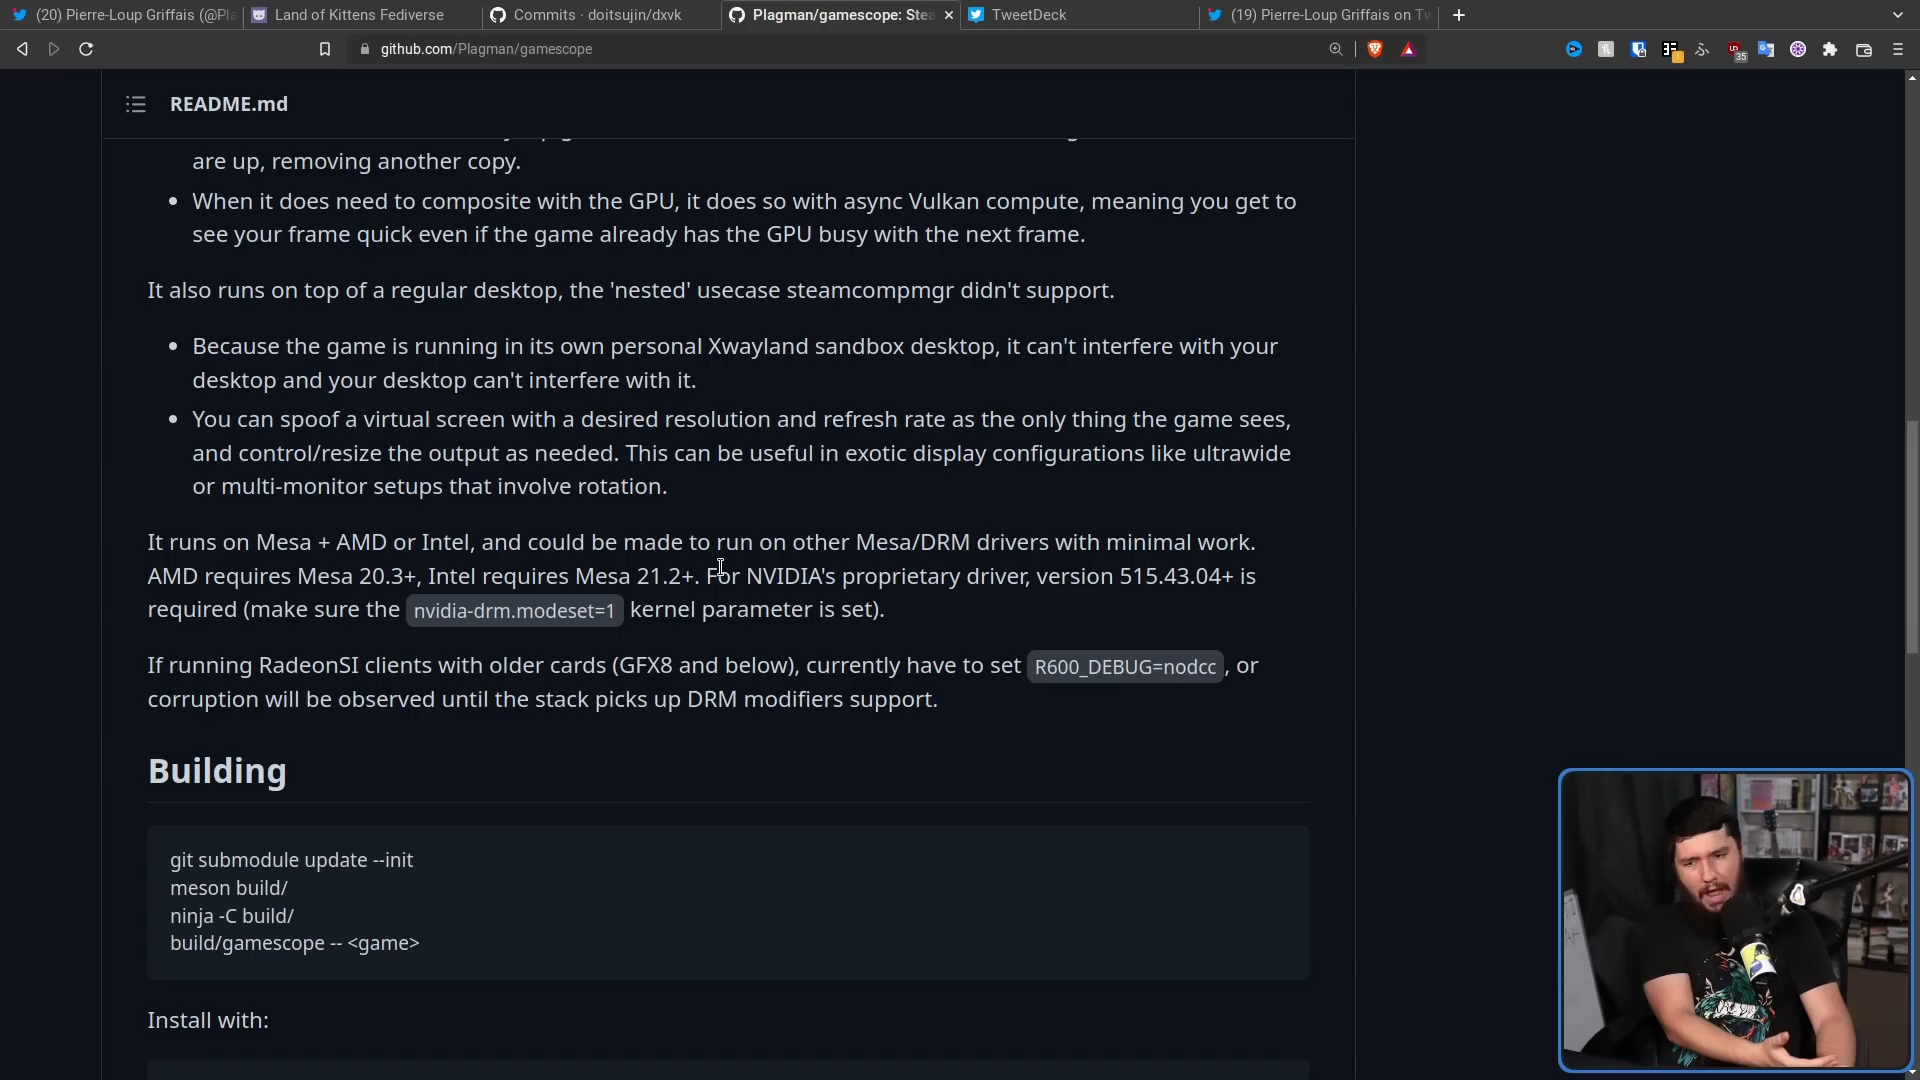 (20) Pierre-Loup Griffais (@Pla
Land of Kittens Fediverse
Commits · doitsujin/dxvk
Plagman/gamescope: Stea
TweetDeck
(19) Pierre-Loup Griffais on Tw
github.com/Plagman/gamescope
35
README.md
are up, removing another copy.
• When it does need to composite with the GPU, it does so with async Vulkan compute, meaning you get to
see your frame quick even if the game already has the GPU busy with the next frame.
It also runs on top of a regular desktop, the 'nested' usecase steamcompmgr didn't support.
• Because the game is running in its own personal Xwayland sandbox desktop, it can't interfere with your
desktop and your desktop can't interfere with it.
• You can spoof a virtual screen with a desired resolution and refresh rate as the only thing the game sees,
and control/resize the output as needed. This can be useful in exotic display configurations like ultrawide
or multi-monitor setups that involve rotation.
It runs on Mesa + AMD or Intel, and could be made to run on other Mesa/DRM drivers with minimal work.
AMD requires Mesa 20.3+, Intel requires Mesa 21.2+. For NVIDIA's proprietary driver, version 515.43.04+ is
required (make sure the nvidia-drm.modeset=1 kernel parameter is set).
If running RadeonSI clients with older cards (GFX8 and below), currently have to set R600_DEBUG=nodcc, or
corruption will be observed until the stack picks up DRM modifiers support.
Building
git submodule update --init
meson build/
ninja -C build/
build/gamescope -- <game>
Install with: